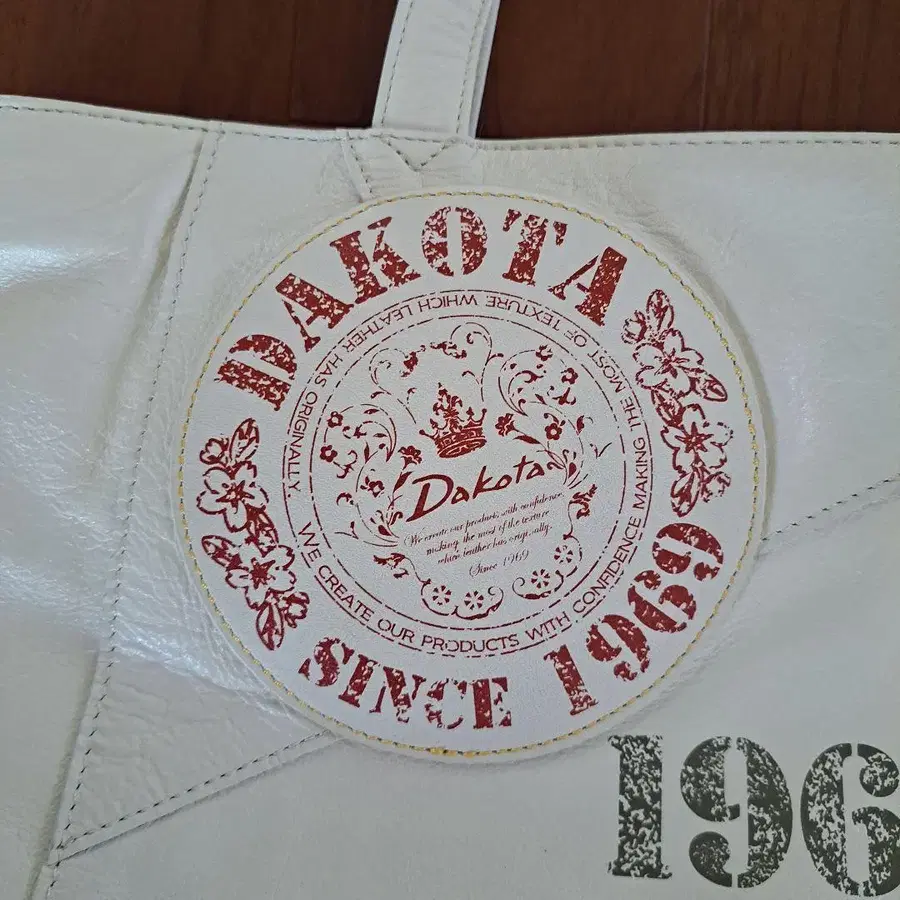 DAKOTA
WE CREATE OUR PRODUCTS WITH CONFIDENCE MAKING THE MOST OF TEXTURE WHICH LEATHER HAS ORIGINALLY.
Dakota
We create our products with confidence
making the most of the texture
which leather has originally.
Since 1969
SINCE 1969
196